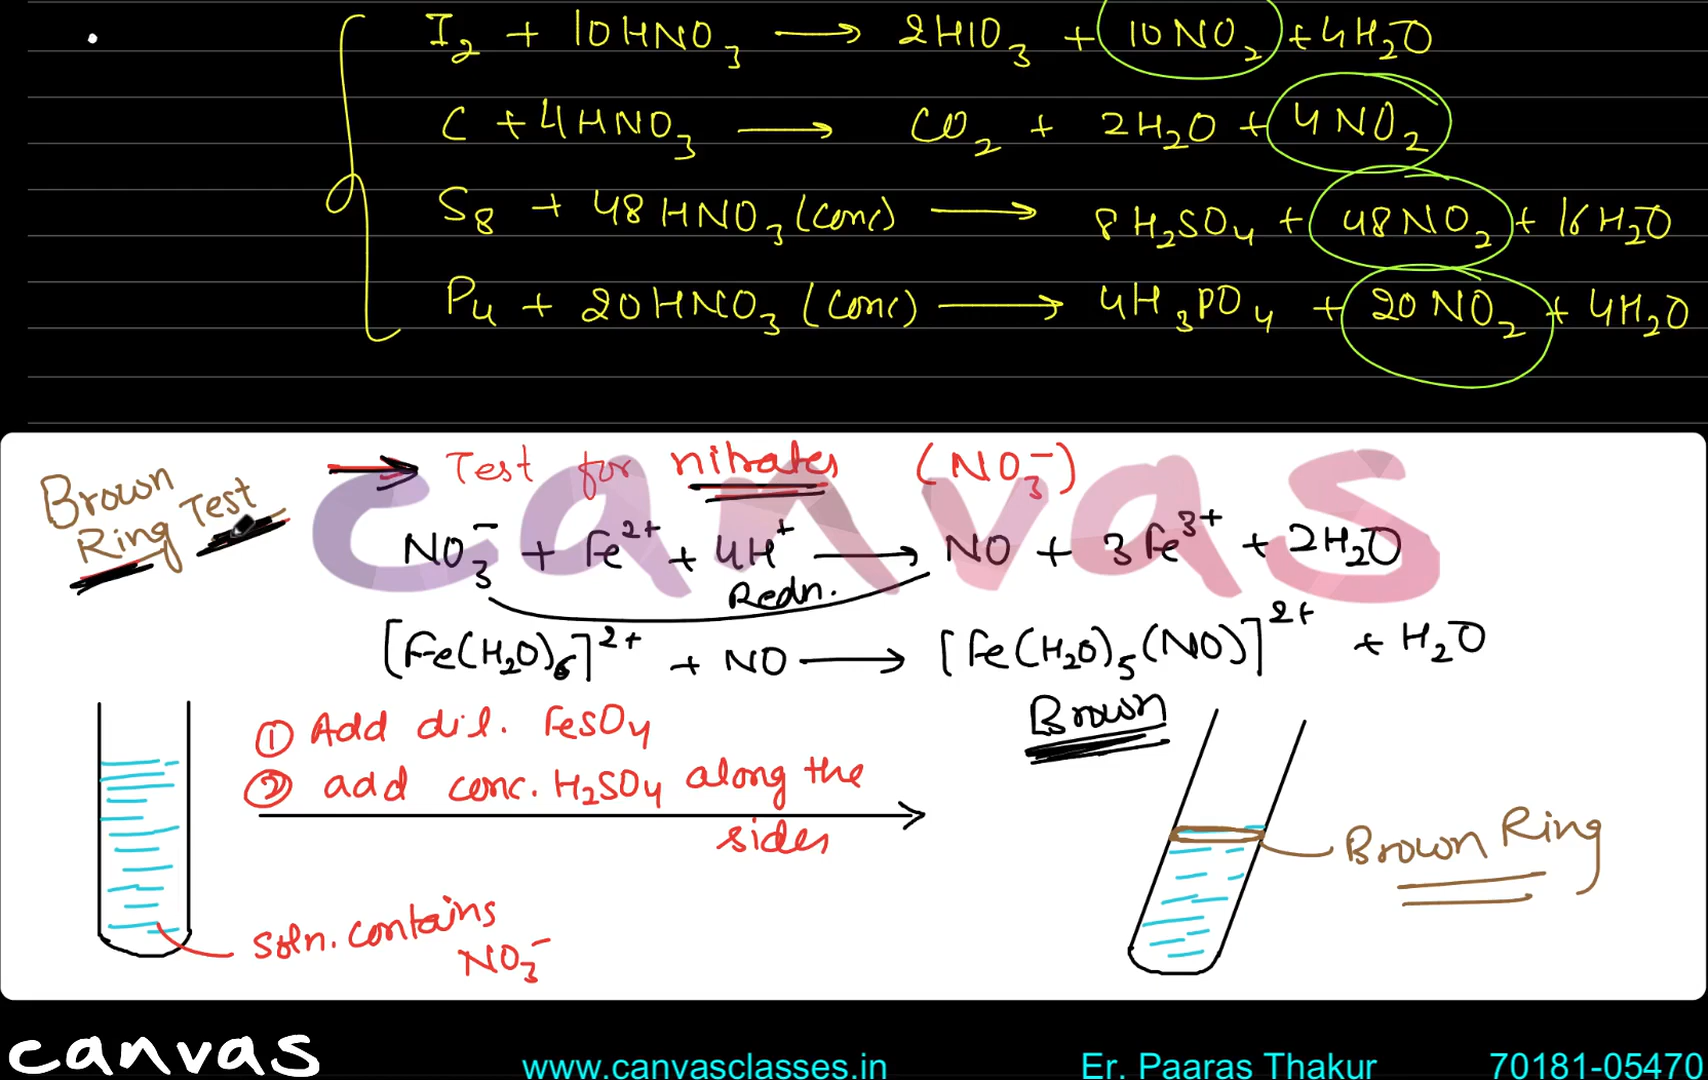 I₂ + 10HNO₃ ⟶ 2HIO₃ + 10NO₂ + 4H₂O
C + 4HNO₃ ⟶ CO₂ + 2H₂O + 4NO₂
S₈ + 48HNO₃ (conc) ⟶ 8H₂SO₄ + 48NO₂ + 16H₂O
P₄ + 20HNO₃ (conc) ⟶ 4H₃PO₄ + 20NO₂ + 4H₂O
Brown Ring Test
→ Test for nitrates (NO₃⁻)
NO₃⁻ + Fe²⁺ + 4H⁺ ⟶ NO + 3Fe³⁺ + 2H₂O
Redn.
[Fe(H₂O)₆]²⁺ + NO ⟶ [Fe(H₂O)₅(NO)]²⁺ + H₂O
Brown
① Add dil. FeSO₄
② add conc. H₂SO₄ along the
sides
Brown Ring
Soln. contains
NO₃⁻
canvas
canvas
www.canvasclasses.in
Er. Paaras Thakur
70181-05470